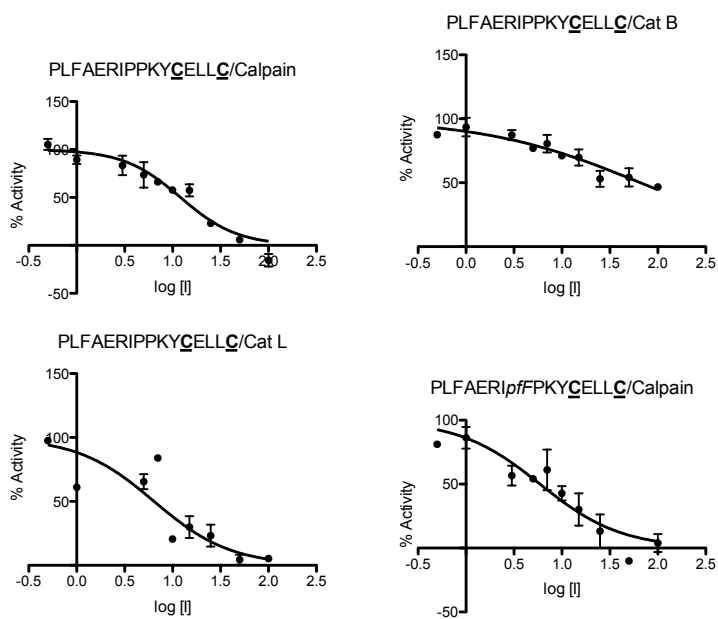 PLFAERIPPKYCELLC/Calpain
150
100
50
-50
% Activity
-0.5 0.0 0.5 1.0 1.5 2.0 2.5
log [I]
PLFAERIPPKYCELLC/Cat B
150
100
50
% Activity
-0.5 0.0 0.5 1.0 1.5 2.0 2.5
log [I]
PLFAERIPPKYCELLC/Cat L
150
100
50
% Activity
-0.5 0.0 0.5 1.0 1.5 2.0 2.5
log [I]
PLFAERIpfFPKYCELLC/Calpain
100
50
-50
% Activity
-0.5 0.0 0.5 1.0 1.5 2.0 2.5
log [I]